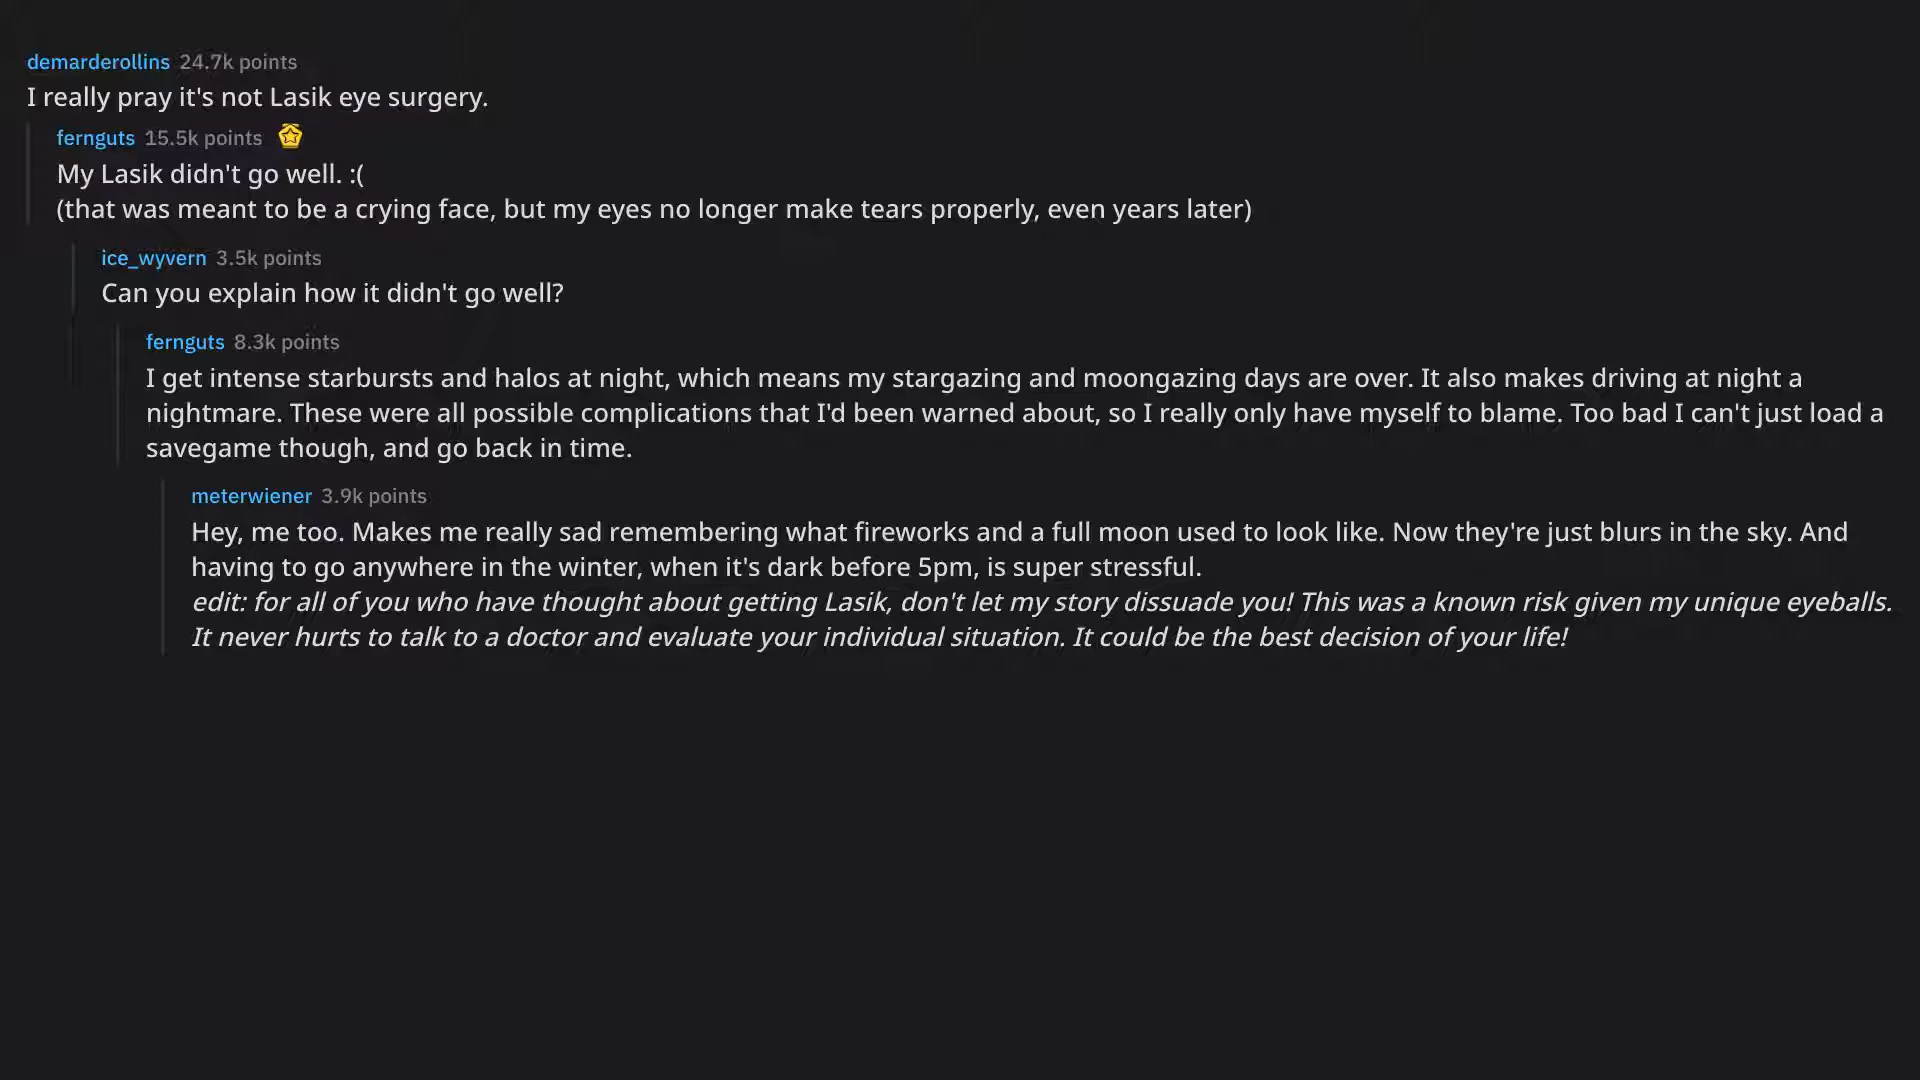 demarderollins 24.7k points
I really pray it's not Lasik eye surgery.
fernguts 15.5k points
My Lasik didn't go well. :(
(that was meant to be a crying face, but my eyes no longer make tears properly, even years later)
ice_wyvern 3.5k points
Can you explain how it didn't go well?
fernguts 8.3k points
I get intense starbursts and halos at night, which means my stargazing and moongazing days are over. It also makes driving at night a
nightmare. These were all possible complications that I'd been warned about, so I really only have myself to blame. Too bad I can't just load a
savegame though, and go back in time.
meterwiener 3.9k points
Hey, me too. Makes me really sad remembering what fireworks and a full moon used to look like. Now they're just blurs in the sky. And
having to go anywhere in the winter, when it's dark before 5pm, is super stressful.
edit: for all of you who have thought about getting Lasik, don't let my story dissuade you! This was a known risk given my unique eyeballs.
It never hurts to talk to a doctor and evaluate your individual situation. It could be the best decision of your life!